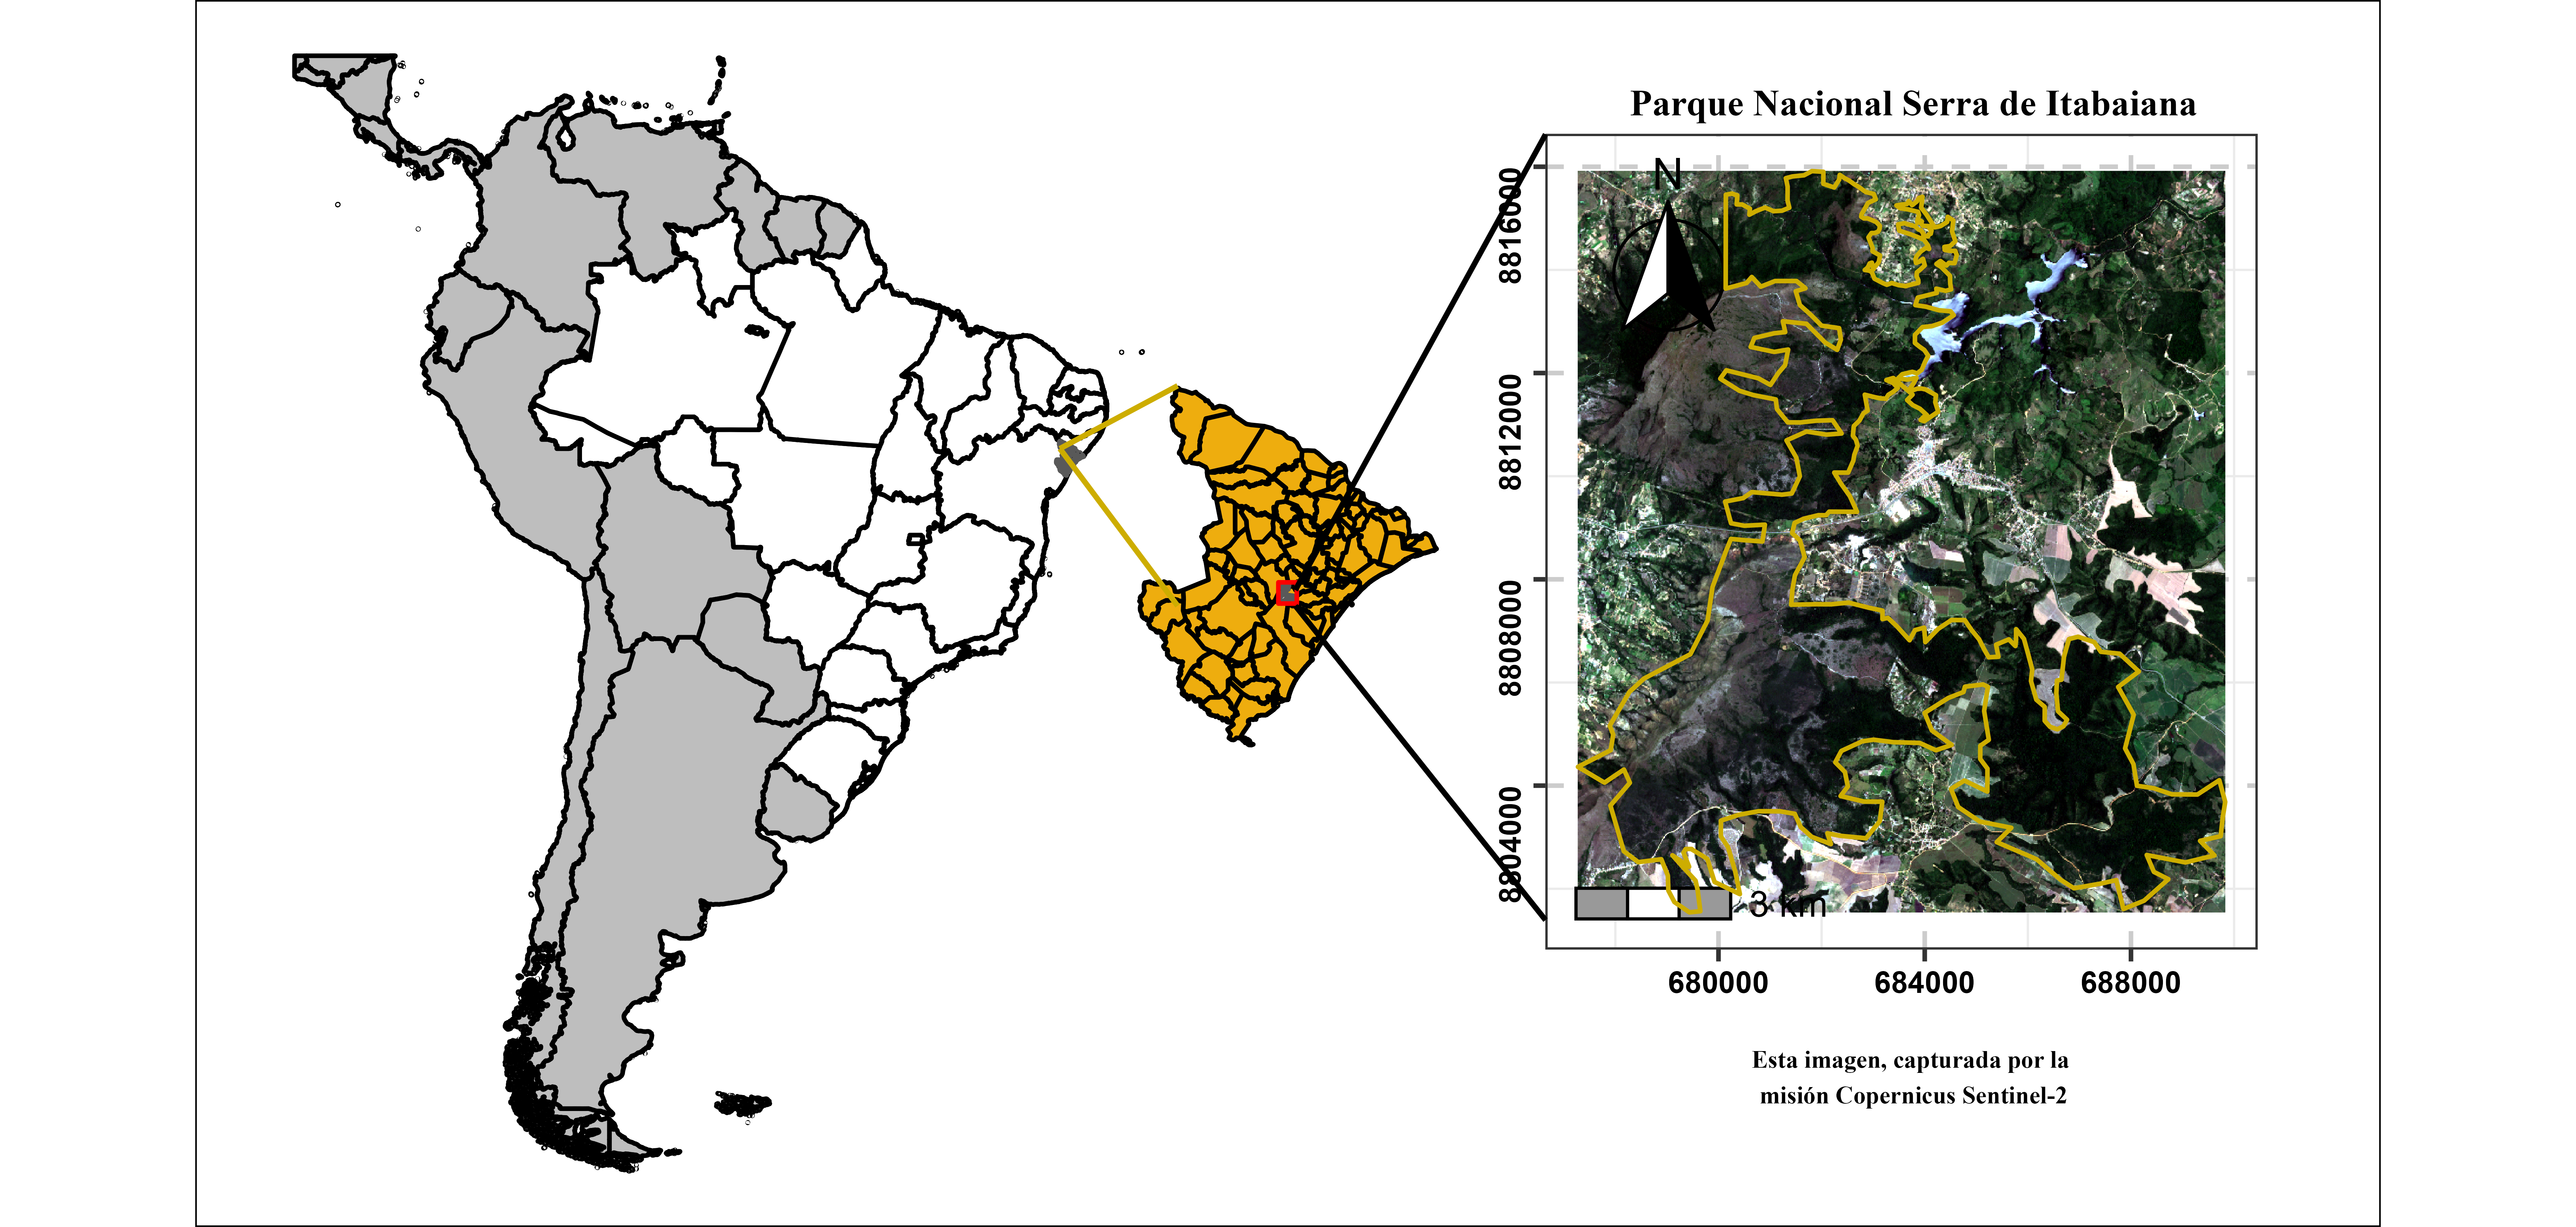 Parque Nacional Serra de Itabaiana
N
8816000
8812000
8808000
8804000
3 km
680000 684000 688000
Esta imagen, capturada por la
misión Copernicus Sentinel-2